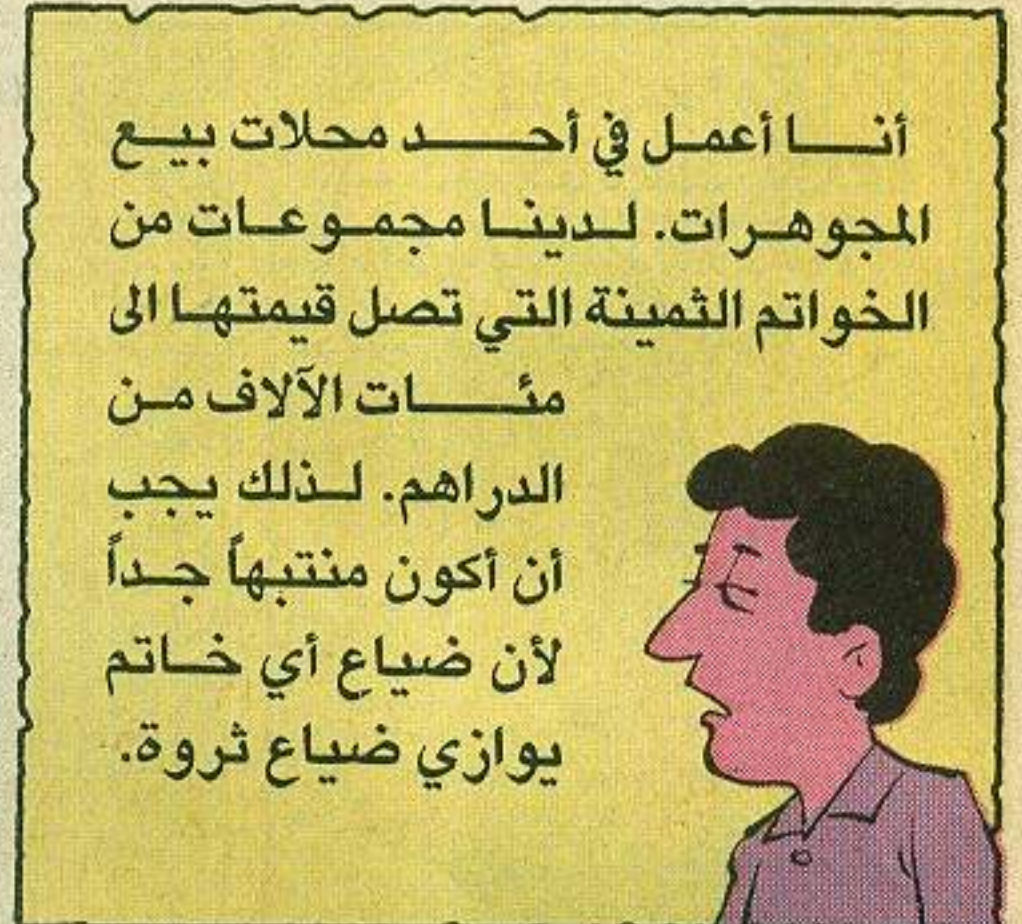 أنا أعمل في أحد محلات بيع
المجوهرات. لدينا مجموعات من
الخواتم الثمينة التي تصل قيمتها الى
مئات الآلاف من
الدراهم. لذلك يجب
أن أكون منتبهاً جداً
لأن ضياع أي خاتم
يوازي ضياع ثروة.